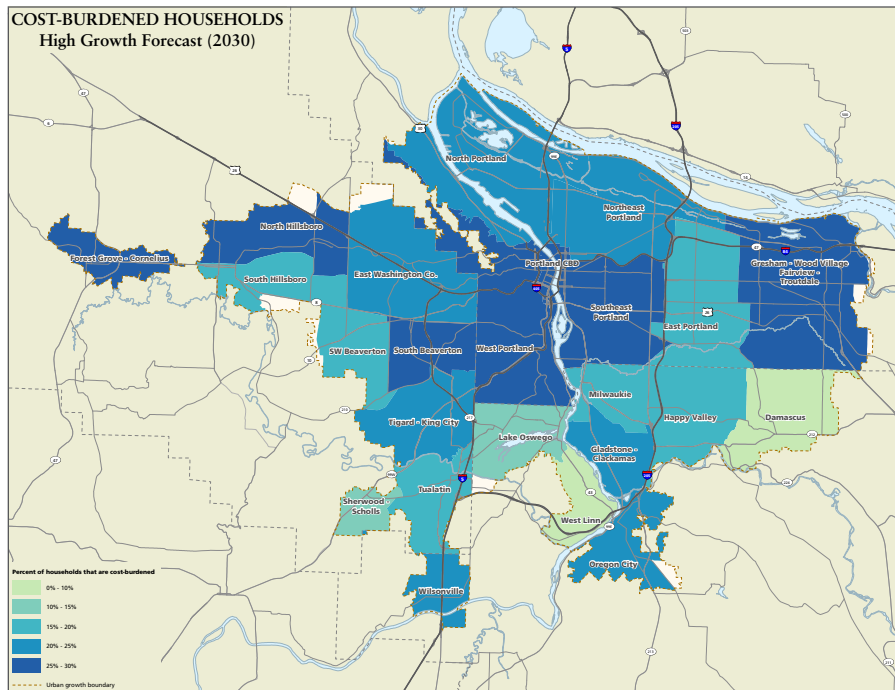 COST-BURDENED HOUSEHOLDS
High Growth Forecast (2030)
North Portland
Northeast
Portland
North Hillsboro
Forest Grove - Cornelius
South Hillsboro
East Washington Co.
Portland CBD
Gresham - Wood Village
Fairview -
Troutdale
Southeast
Portland
East Portland
SW Beaverton
South Beaverton
West Portland
Milwaukie
Tigard - King City
Lake Oswego
Happy Valley
Damascus
Gladstone -
Clackamas
Tualatin
Sherwood -
Scholls
West Linn
Oregon City
Wilsonville
Percent of households that are cost-burdened
0% - 10%
10% - 15%
15% - 20%
20% - 25%
25% - 30%
Urban growth boundary